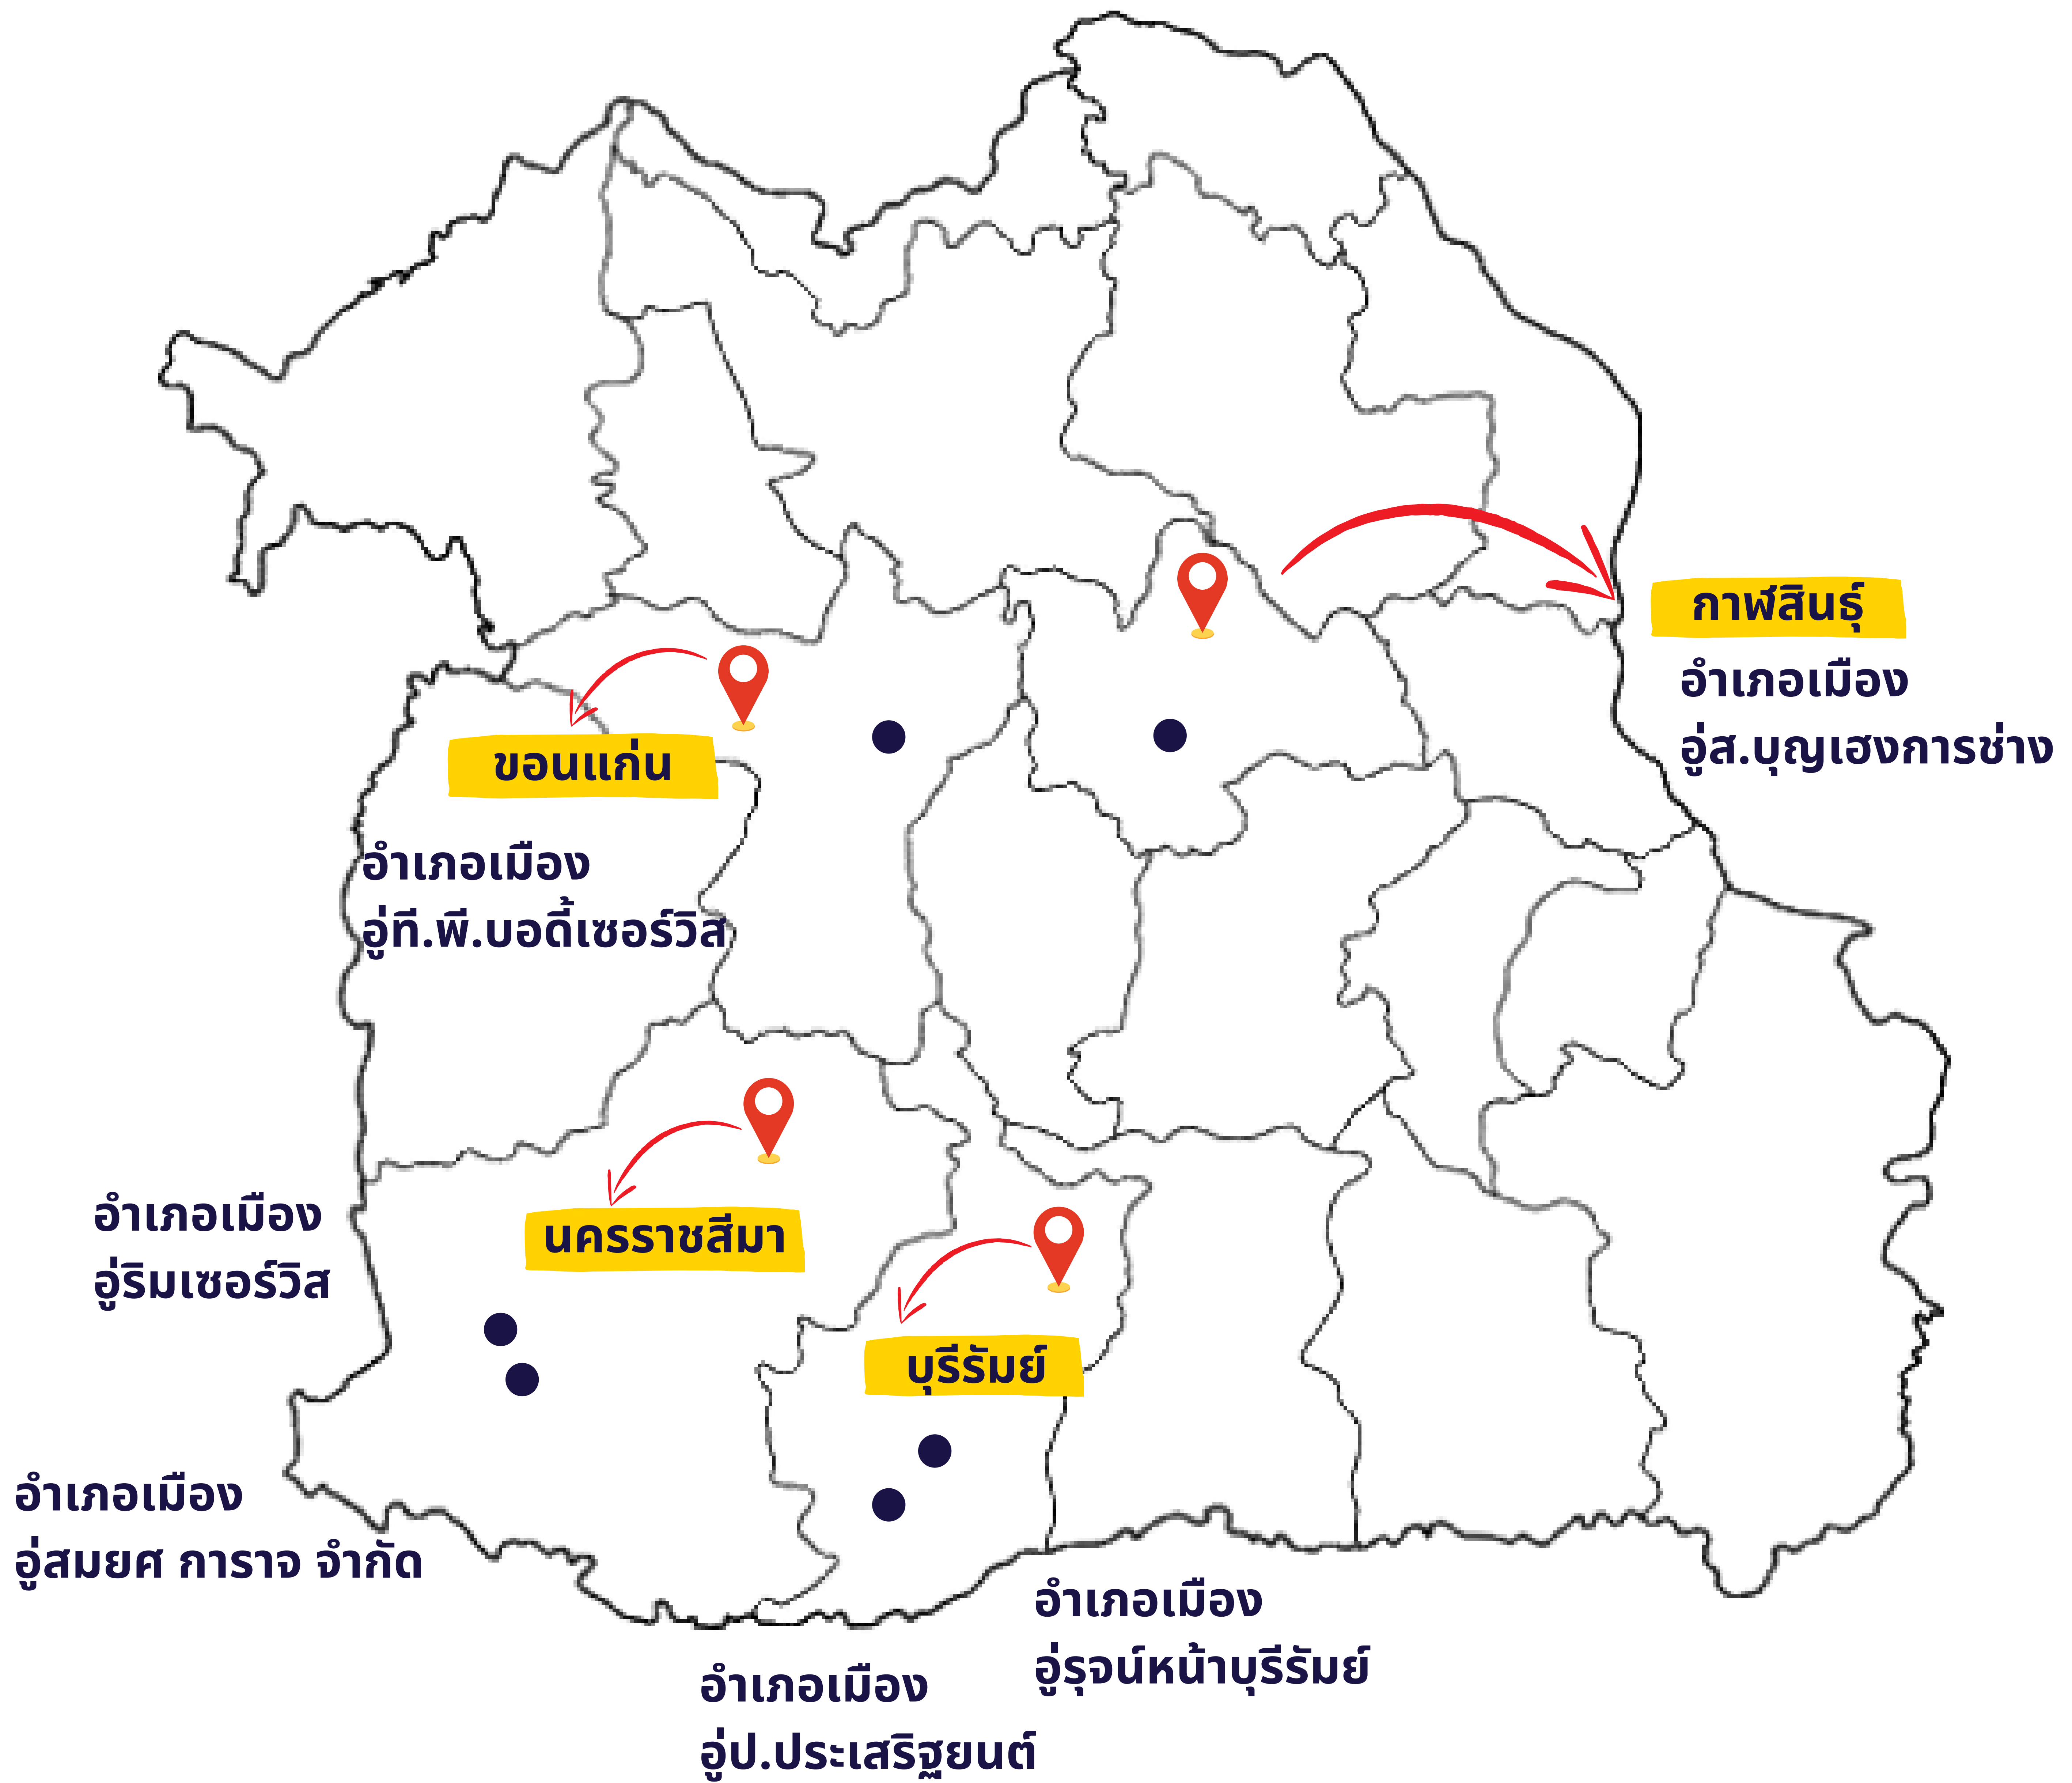 กาฬสินธุ์
อำเภอเมือง
อู่ส.บุญเฮงการช่าง
ขอนแก่น
อำเภอเมือง
อู่ที.พี.บอดี้เซอร์วิส
นครราชสีมา
อำเภอเมือง
อู่ริมเซอร์วิส
อำเภอเมือง
อู่สมยศ การาจ จำกัด
บุรีรัมย์
อำเภอเมือง
อู่รุจน์หน้าบุรีรัมย์
อำเภอเมือง
อู่ป.ประเสริฐยนต์